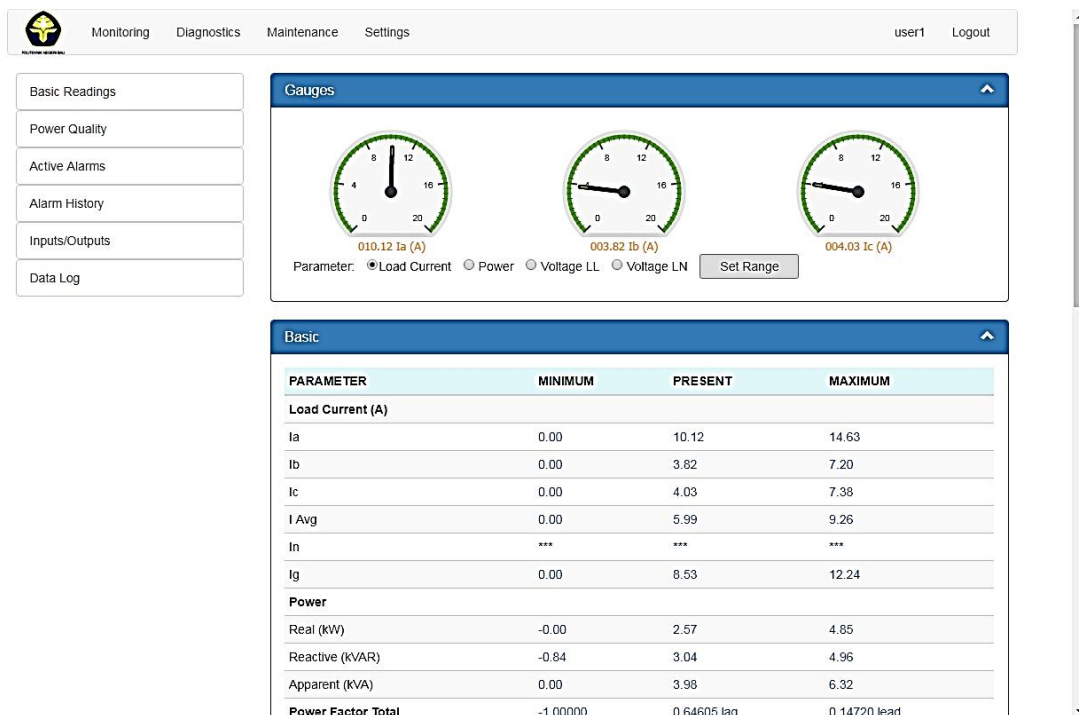 Monitoring Diagnostics Maintenance Settings user1 Logout
POLITEKNIK NEGERI BALI
Basic Readings
Power Quality
Active Alarms
Alarm History
Inputs/Outputs
Data Log
Gauges
0 4 8 12 16 20
010.12 Ia (A)
0 8 12 16 20
003.82 Ib (A)
0 8 12 16 20
004.03 Ic (A)
Parameter: Load Current Power Voltage LL Voltage LN Set Range
Basic
PARAMETER MINIMUM PRESENT MAXIMUM
Load Current (A)
Ia 0.00 10.12 14.63
Ib 0.00 3.82 7.20
Ic 0.00 4.03 7.38
I Avg 0.00 5.99 9.26
In *** *** ***
Ig 0.00 8.53 12.24
Power
Real (kW) -0.00 2.57 4.85
Reactive (kVAR) -0.84 3.04 4.96
Apparent (kVA) 0.00 3.98 6.32
Power Factor Total -1.00000 0.64605 lag 0.14720 lead